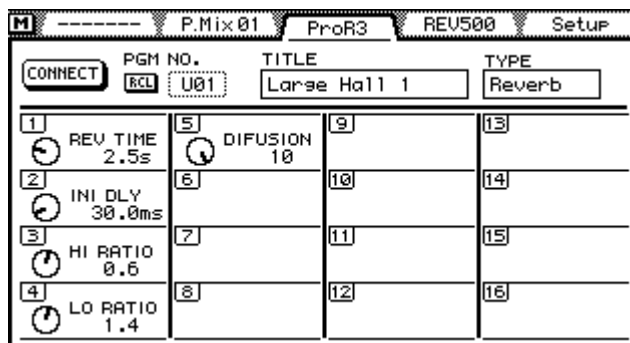 M ------- P.Mix01 ProR3 REV500 Setup
CONNECT PGM NO. TITLE TYPE
RCL U01 Large Hall 1 Reverb
1 REV TIME 2.5s
5 DIFUSION 10
9
13
2 INI DLY 30.0ms
6
10
14
3 HI RATIO 0.6
7
11
15
4 LO RATIO 1.4
8
12
16